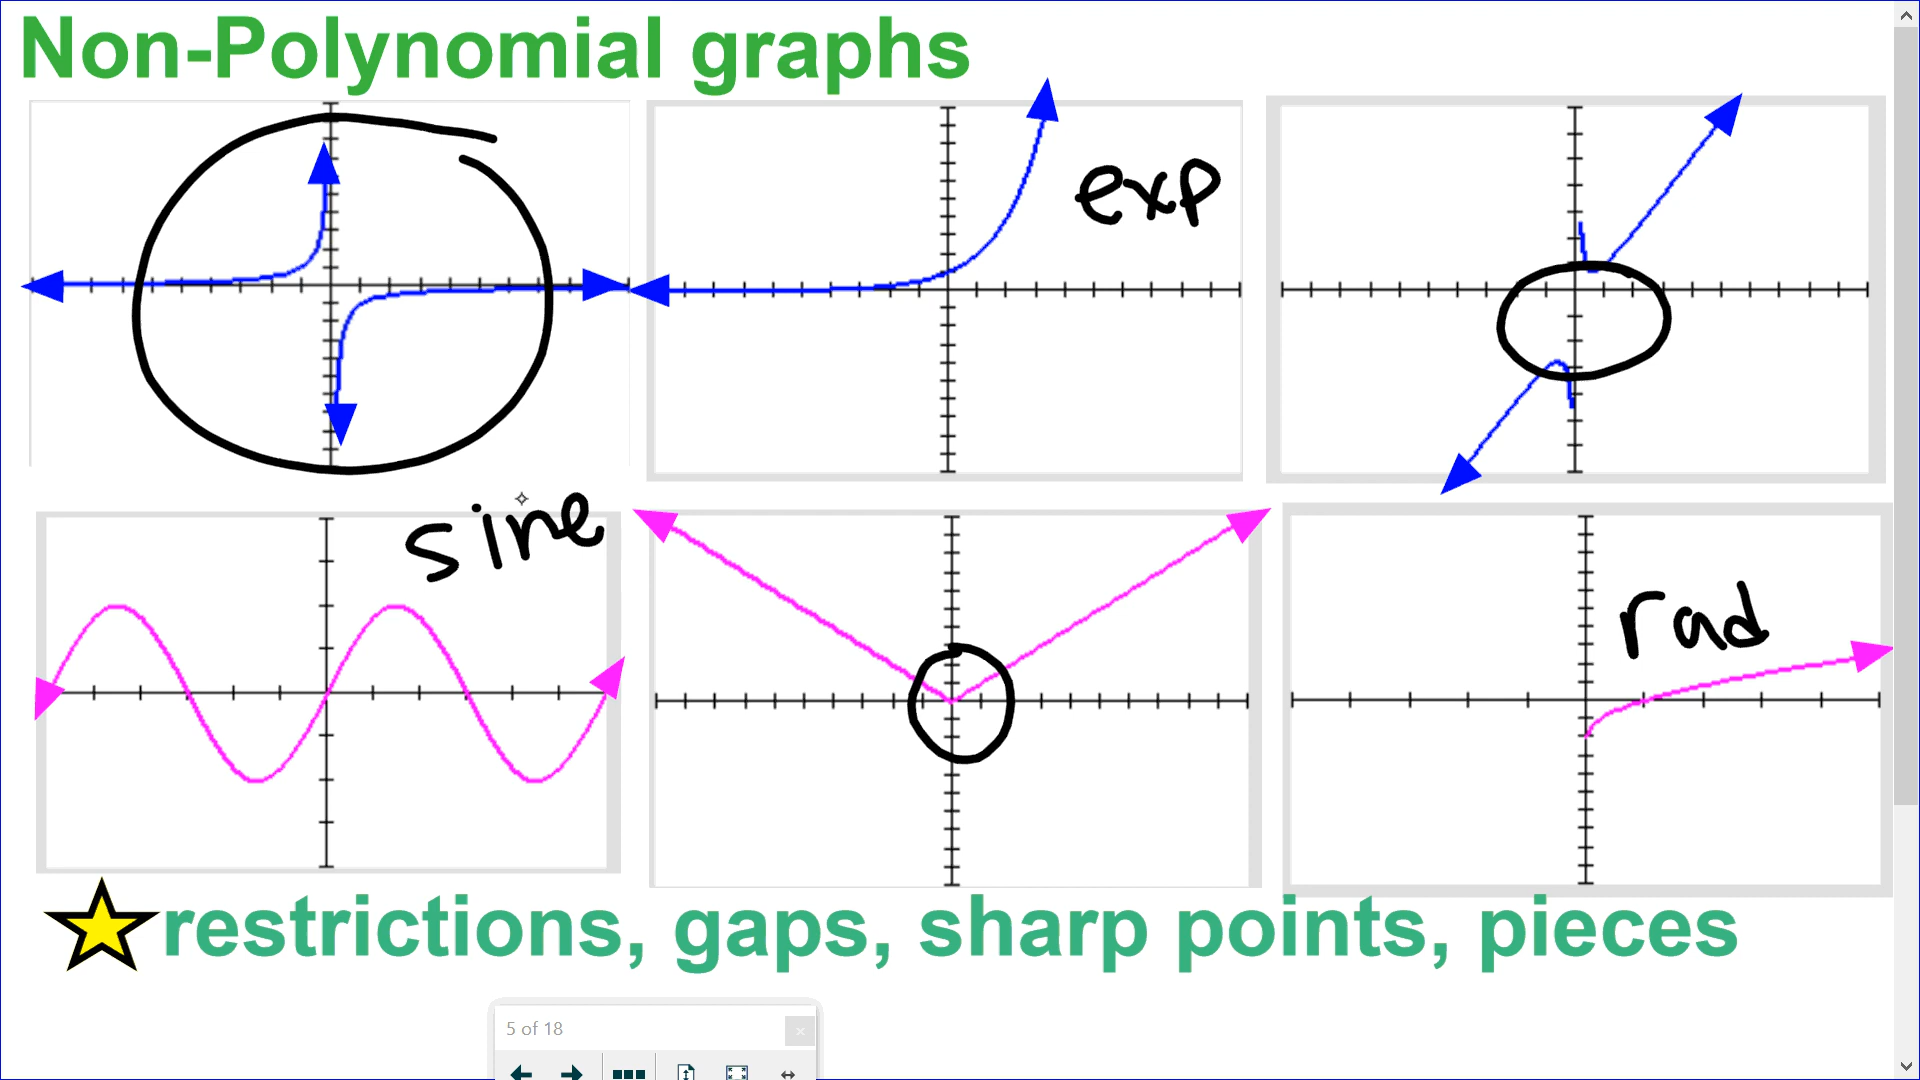 Non-Polynomial graphs
exp
sine
rad
restrictions, gaps, sharp points, pieces
5 of 18